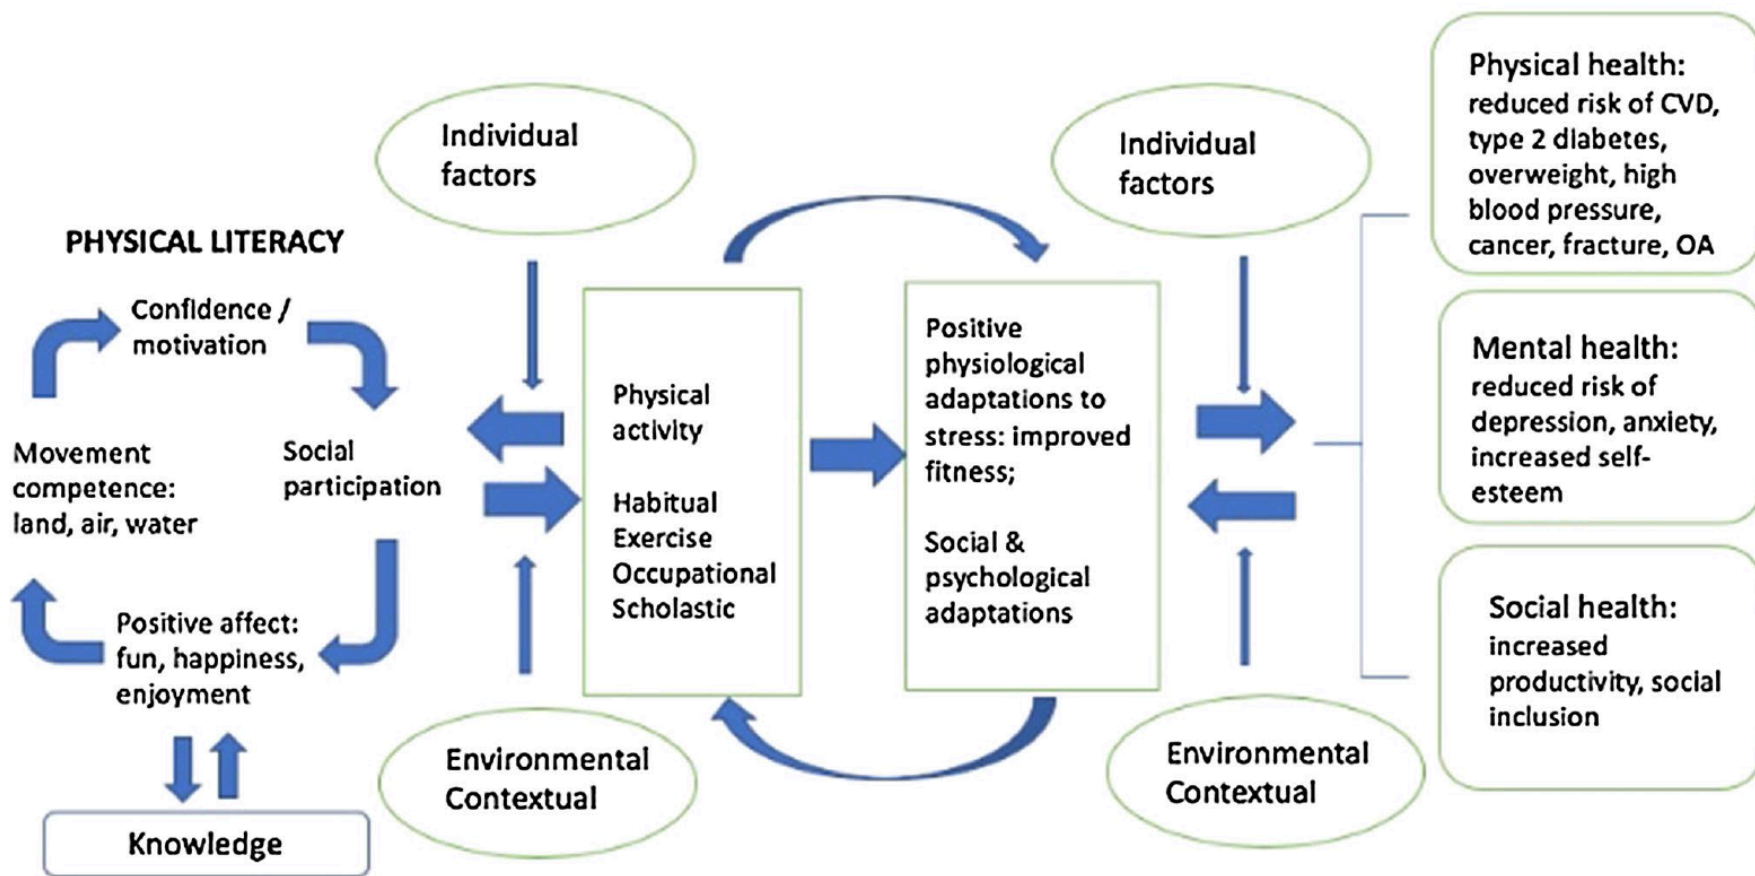 PHYSICAL LITERACY
Confidence /
motivation
Movement
competence:
land, air, water
Social
participation
Positive affect:
fun, happiness,
enjoyment
Knowledge
Individual
factors
Environmental
Contextual
Physical
activity
Habitual
Exercise
Occupational
Scholastic
Positive
physiological
adaptations to
stress: improved
fitness;
Social &
psychological
adaptations
Individual
factors
Environmental
Contextual
Physical health:
reduced risk of CVD,
type 2 diabetes,
overweight, high
blood pressure,
cancer, fracture, OA
Mental health:
reduced risk of
depression, anxiety,
increased self-
esteem
Social health:
increased
productivity, social
inclusion